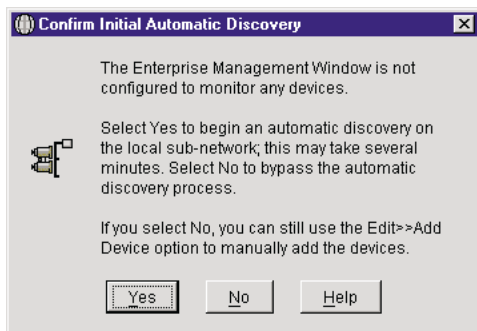 Confirm Initial Automatic Discovery
The Enterprise Management Window is not
configured to monitor any devices.
Select Yes to begin an automatic discovery on
the local sub-network; this may take several
minutes. Select No to bypass the automatic
discovery process.
If you select No, you can still use the Edit>>Add
Device option to manually add the devices.
Yes No Help